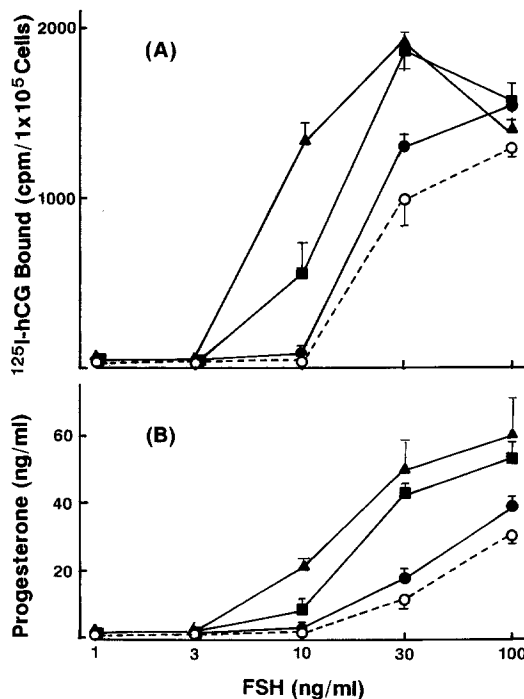 2000
(A)
1000
¹²⁵I-hCG Bound (cpm/1x10⁵ Cells)
(B)
60
40
20
Progesterone (ng/ml)
1 3 10 30 100
FSH (ng/ml)